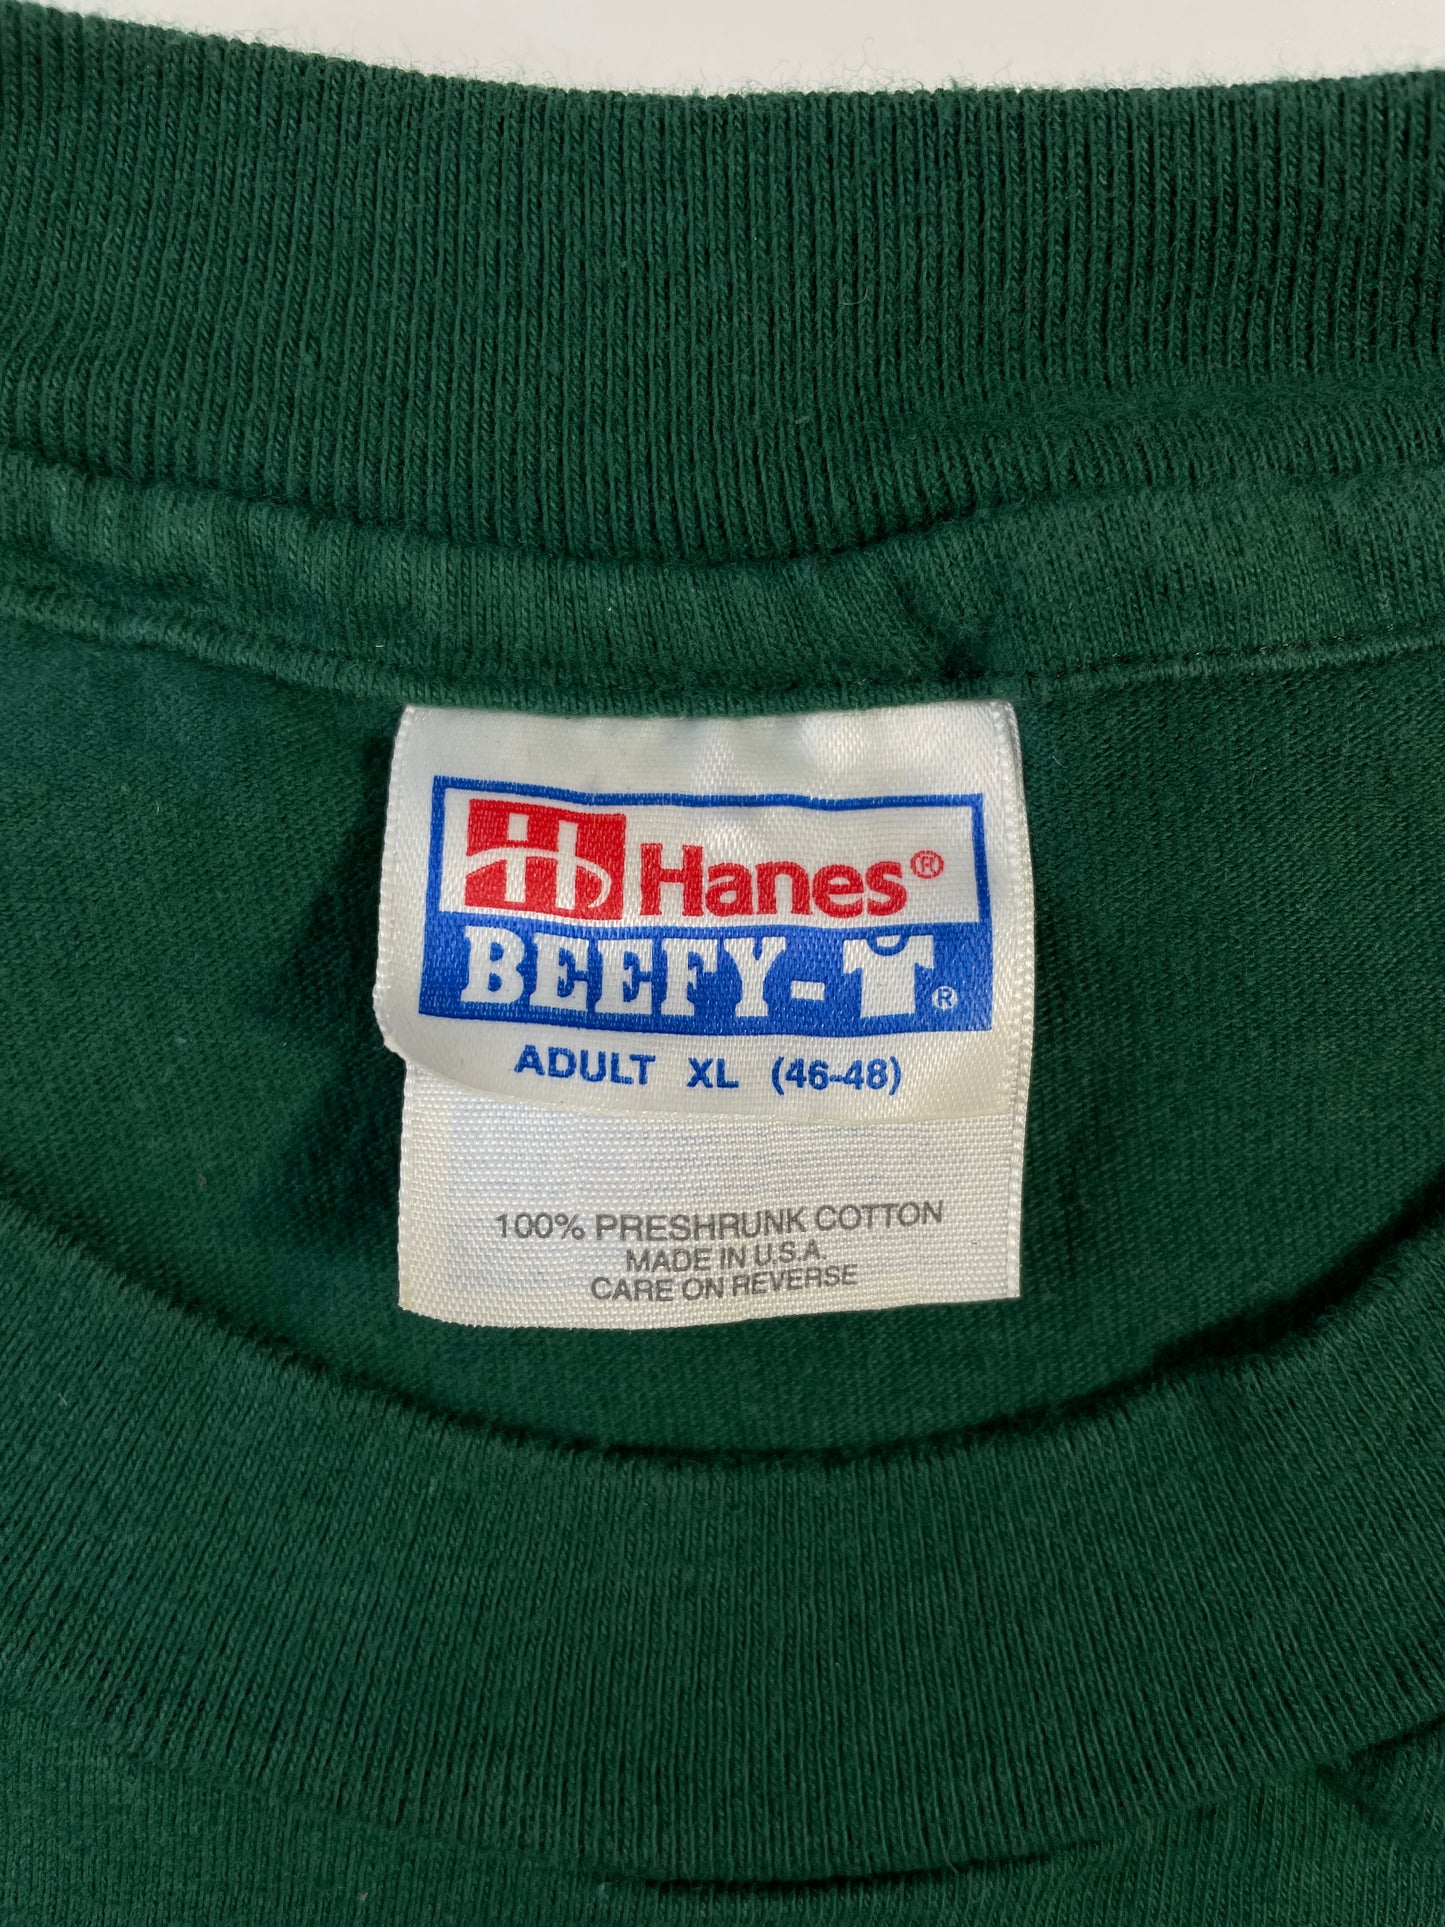 Hanes®
BEEFY-T®
ADULT XL (46-48)
100% PRESHRUNK COTTON
MADE IN U.S.A.
CARE ON REVERSE